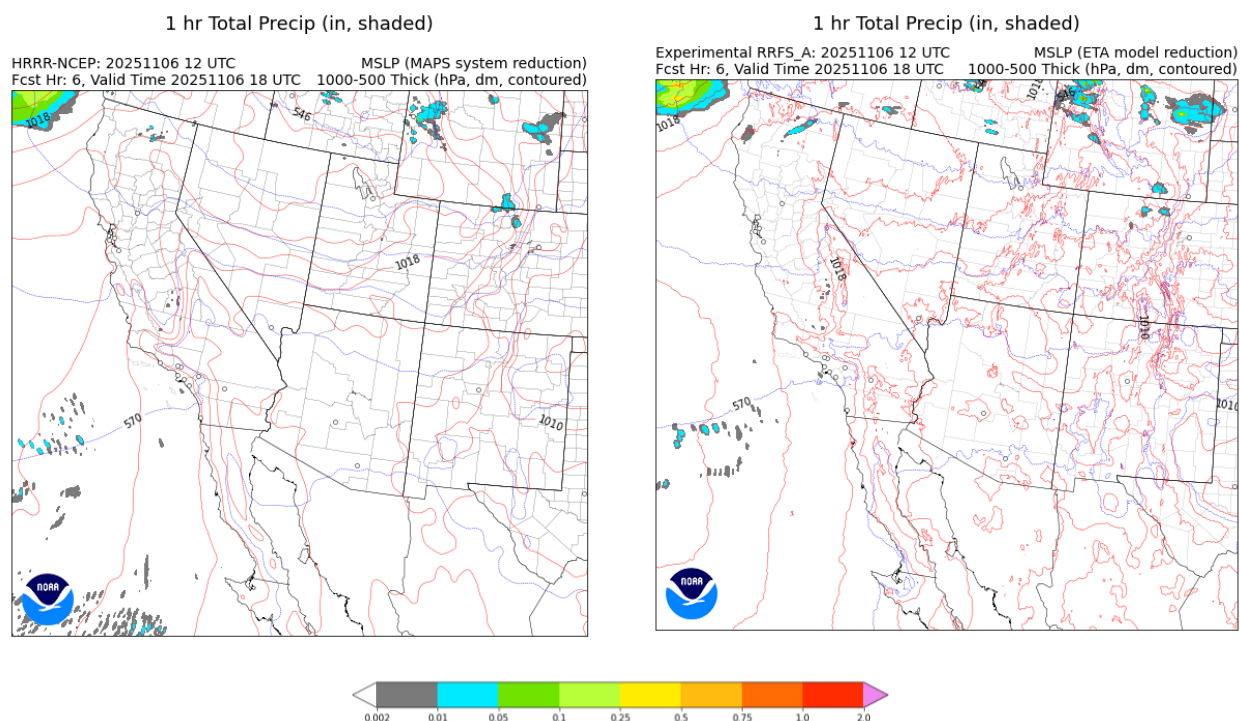 1 hr Total Precip (in, shaded)
HRRR-NCEP: 20251106 12 UTC MSLP (MAPS system reduction)
Fcst Hr: 6, Valid Time 20251106 18 UTC 1000-500 Thick (hPa, dm, contoured)
1018
546
1018
570
1010
NOAA
1 hr Total Precip (in, shaded)
Experimental RRFS_A: 20251106 12 UTC MSLP (ETA model reduction)
Fcst Hr: 6, Valid Time 20251106 18 UTC 1000-500 Thick (hPa, dm, contoured)
1018
1018
546
1018
1010
570
1010
NOAA
0.002 0.01 0.05 0.1 0.25 0.5 0.75 1.0 2.0